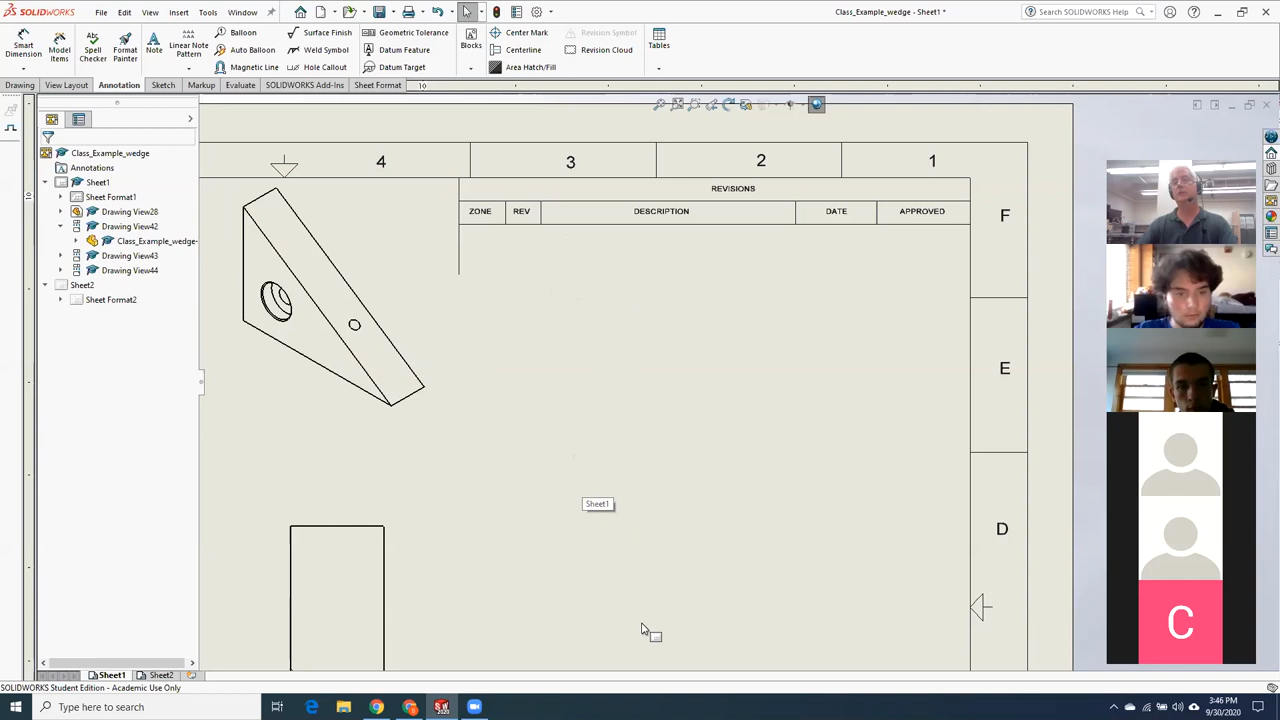 SOLIDWORKS File Edit View Insert Tools Window Class_Example_wedge - Sheet1 * Search SOLIDWORKS Help
Smart Dimension Model Items Spell Checker Format Painter Note Linear Note Pattern Balloon Surface Finish Geometric Tolerance Blocks Center Mark Revision Symbol Tables
Auto Balloon Weld Symbol Datum Feature Centerline Revision Cloud
Magnetic Line Hole Callout Datum Target Area Hatch/Fill
Drawing View Layout Annotation Sketch Markup Evaluate SOLIDWORKS Add-Ins Sheet Format 10
Class_Example_wedge
Annotations
Sheet1
Sheet Format1
Drawing View28
Drawing View42
Class_Example_wedge-
Drawing View43
Drawing View44
Sheet2
Sheet Format2
10
4 3 2 1
REVISIONS
ZONE REV DESCRIPTION DATE APPROVED
F
E
D
Sheet1
C
Sheet1 Sheet2
SOLIDWORKS Student Edition - Academic Use Only
Type here to search
SW
2020
3:46 PM
9/30/2020